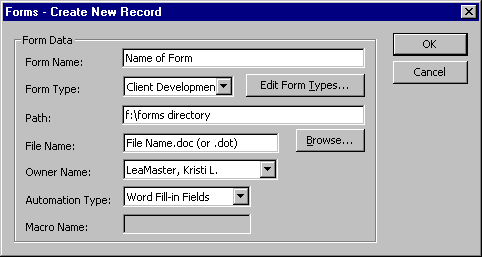 Forms - Create New Record
Form Data
OK
Cancel
Form Name: Name of Form
Form Type: Client Developmen Edit Form Types...
Path: f:\forms directory
File Name: File Name.doc (or .dot) Browse...
Owner Name: LeaMaster, Kristi L.
Automation Type: Word Fill-in Fields
Macro Name: